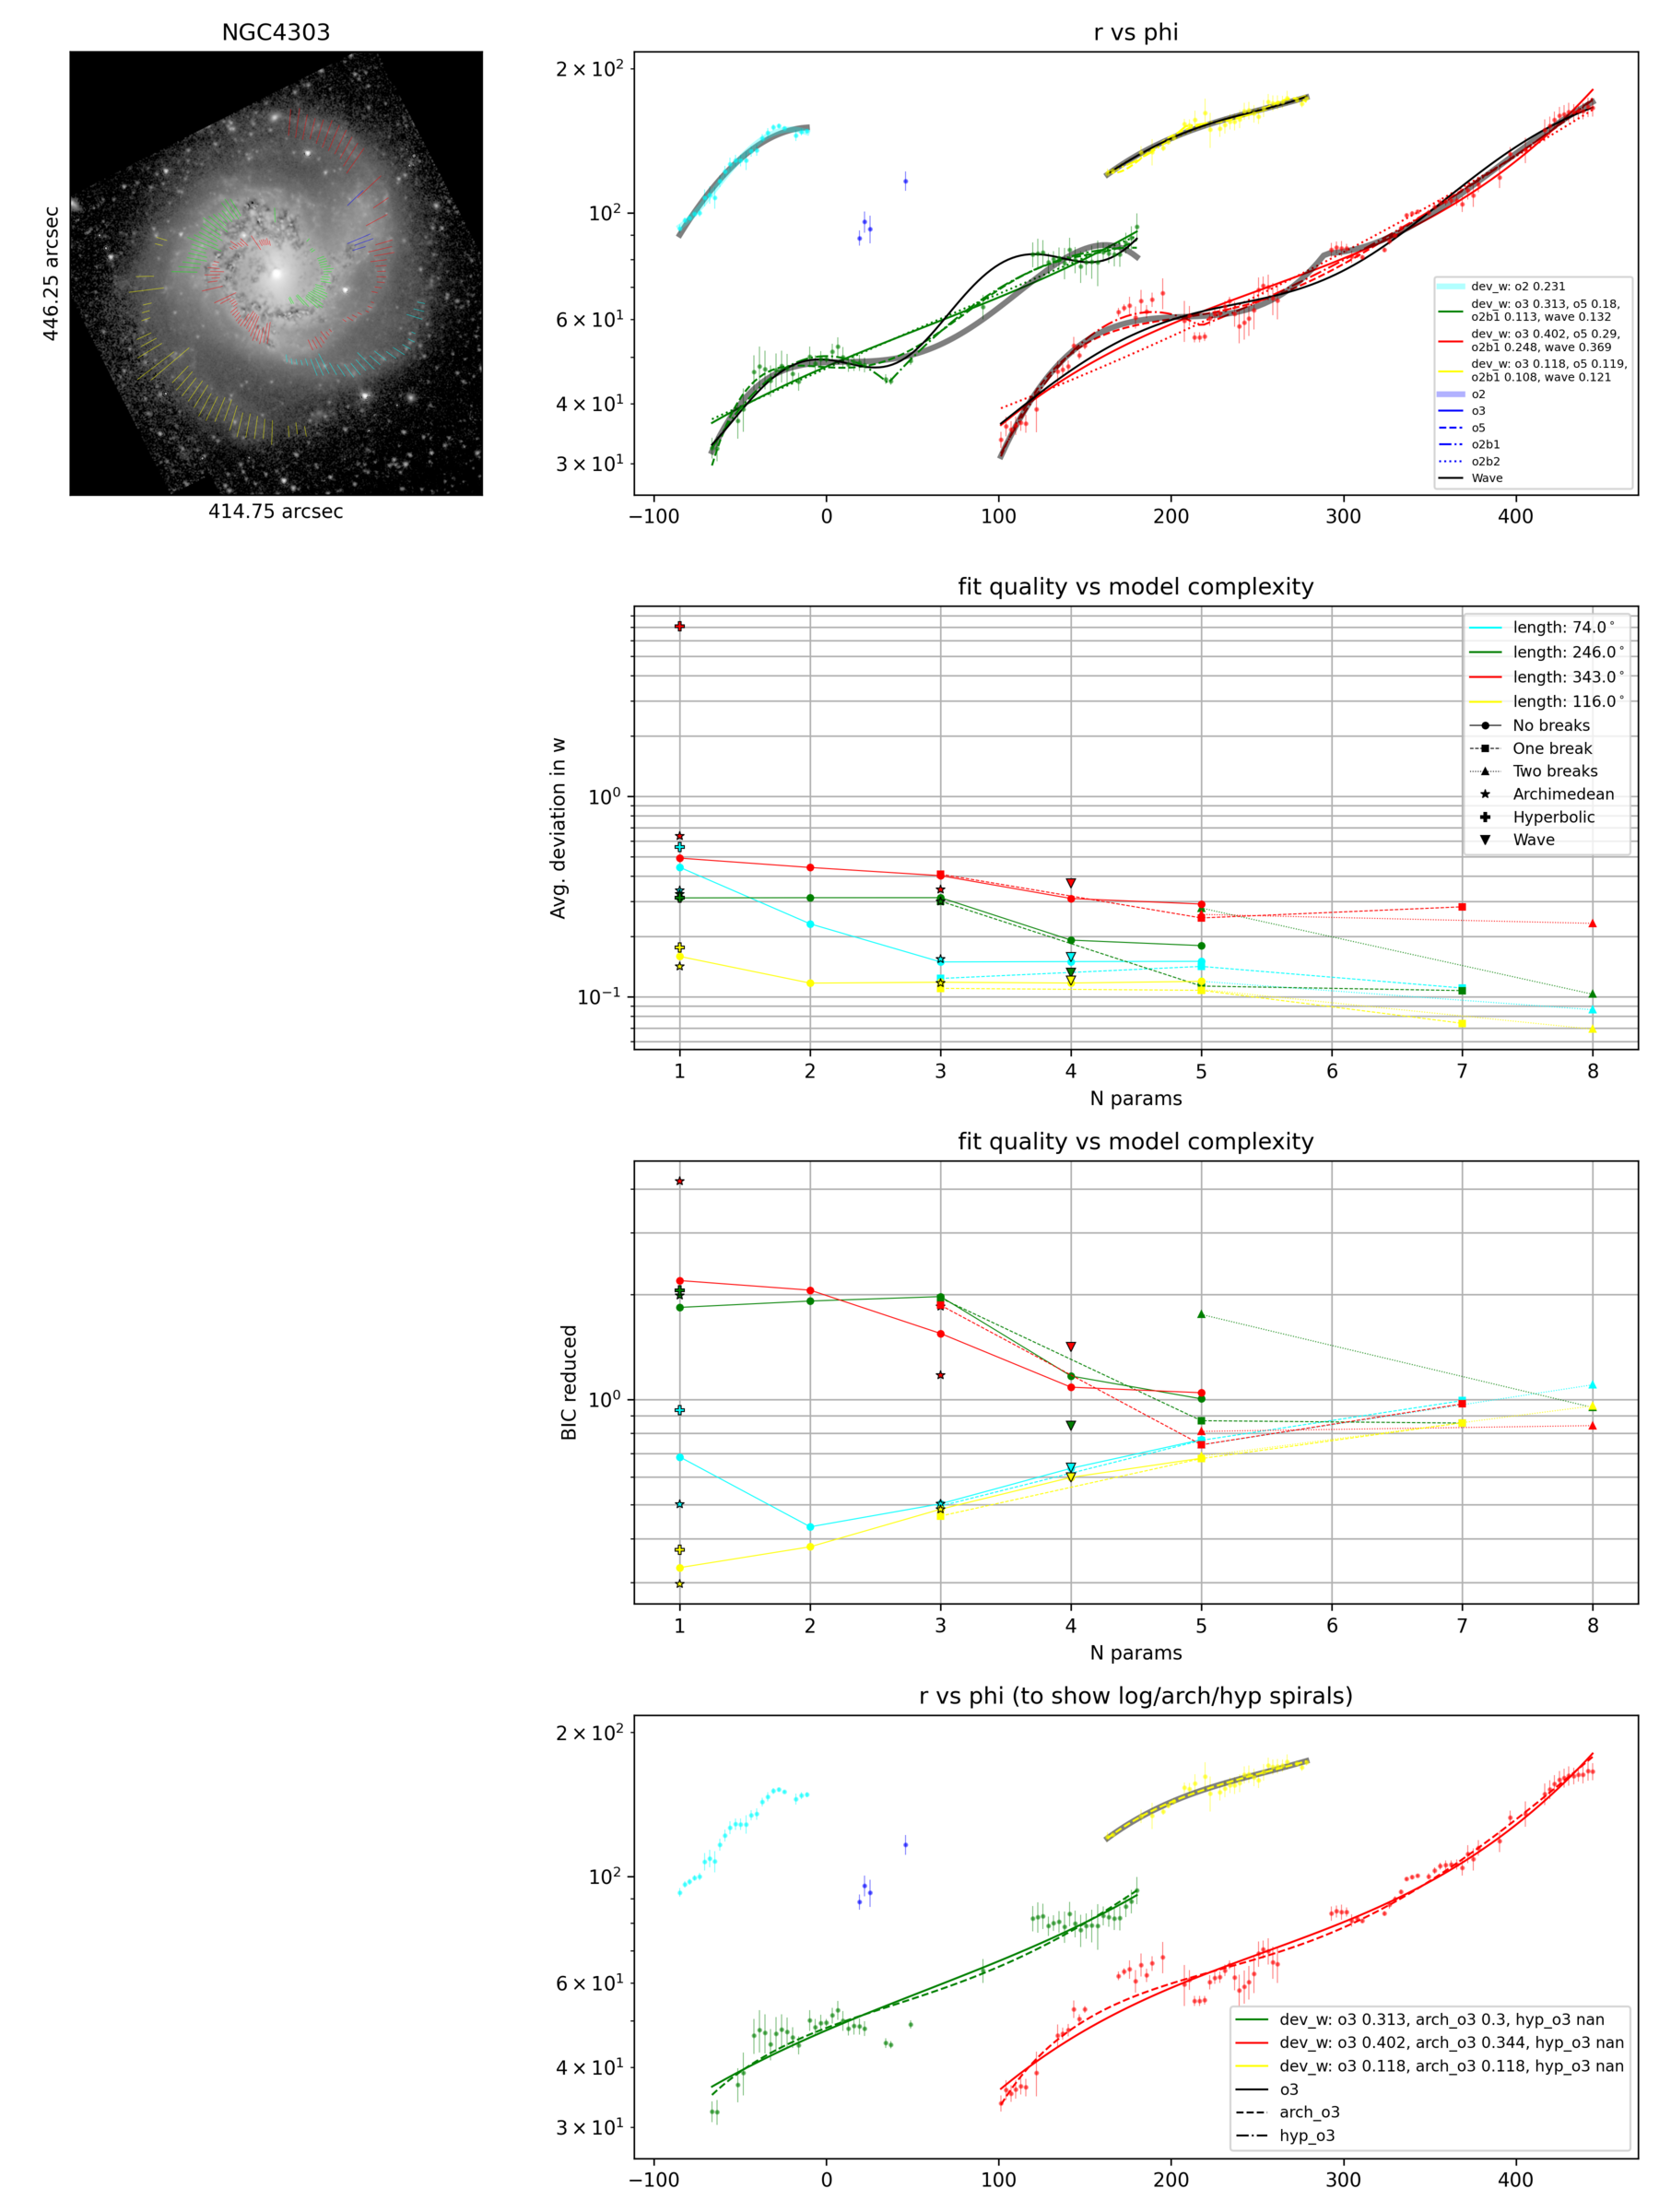 NGC4303
446.25 arcsec
414.75 arcsec
r vs phi
2 × 10²
10²
6 × 10¹
4 × 10¹
3 × 10¹
−100 0 100 200 300 400
dev_w: o2 0.231
dev_w: o3 0.313, o5 0.18,
o2b1 0.113, wave 0.132
dev_w: o3 0.402, o5 0.29,
o2b1 0.248, wave 0.369
dev_w: o3 0.118, o5 0.119,
o2b1 0.108, wave 0.121
o2
o3
o5
o2b1
o2b2
Wave
fit quality vs model complexity
Avg. deviation in w
10⁰
10⁻¹
1 2 3 4 5 6 7 8
N params
length: 74.0°
length: 246.0°
length: 343.0°
length: 116.0°
No breaks
One break
Two breaks
Archimedean
Hyperbolic
Wave
fit quality vs model complexity
BIC reduced
10⁰
1 2 3 4 5 6 7 8
N params
r vs phi (to show log/arch/hyp spirals)
2 × 10²
10²
6 × 10¹
4 × 10¹
3 × 10¹
−100 0 100 200 300 400
dev_w: o3 0.313, arch_o3 0.3, hyp_o3 nan
dev_w: o3 0.402, arch_o3 0.344, hyp_o3 nan
dev_w: o3 0.118, arch_o3 0.118, hyp_o3 nan
o3
arch_o3
hyp_o3